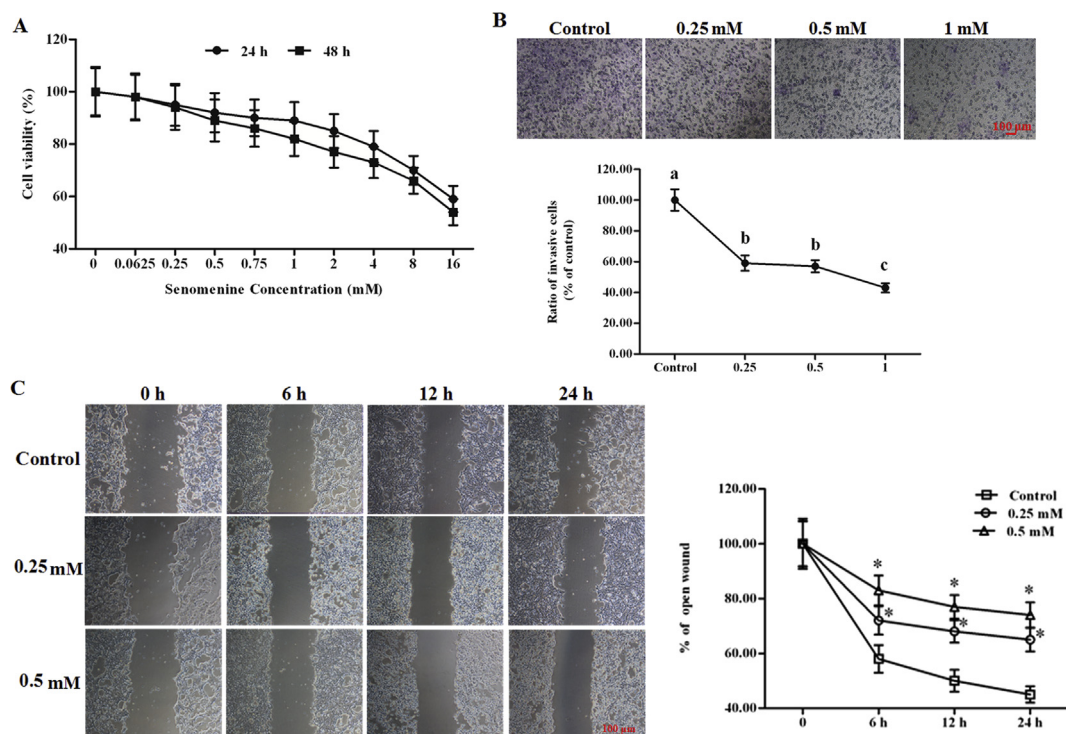 A
120
100
80
60
40
Cell viability (%)
24 h
48 h
0 0.0625 0.25 0.5 0.75 1 2 4 8 16
Senomenine Concentration (mM)
B
Control 0.25 mM 0.5 mM 1 mM
100 μm
120.00
100.00
80.00
60.00
40.00
20.00
0.00
Ratio of invasive cells
(% of control)
a
b
b
c
Control 0.25 0.5 1
C
0 h 6 h 12 h 24 h
Control
0.25 mM
0.5 mM
100 μm
120.00
100.00
80.00
60.00
40.00
% of open wound
Control
0.25 mM
0.5 mM
* * *
* * *
0 6 h 12 h 24 h